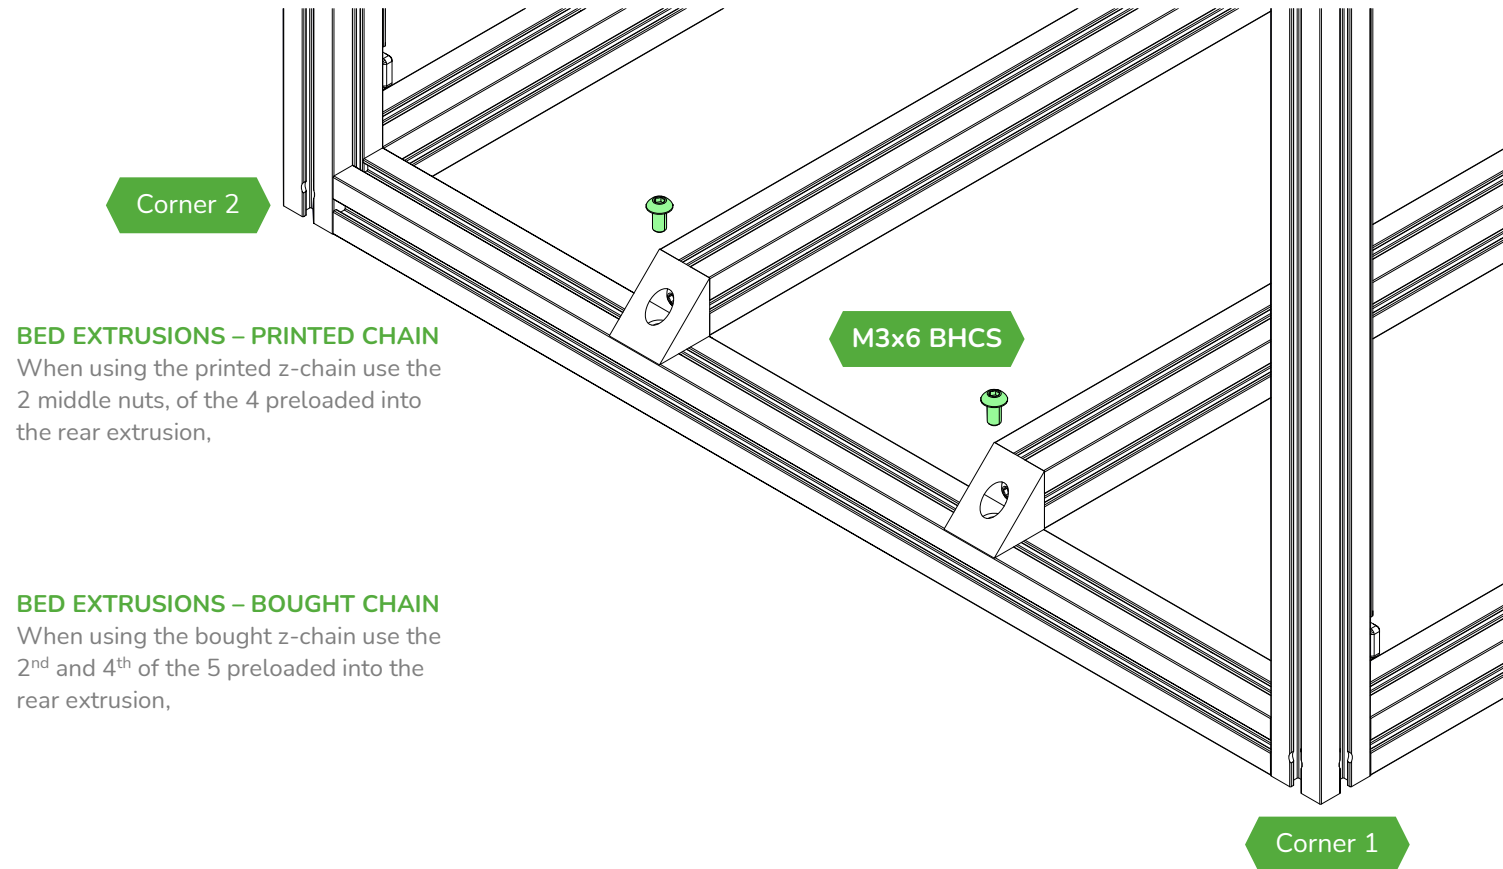 Corner 2
BED EXTRUSIONS – PRINTED CHAIN
When using the printed z-chain use the
2 middle nuts, of the 4 preloaded into
the rear extrusion,
M3x6 BHCS
BED EXTRUSIONS – BOUGHT CHAIN
When using the bought z-chain use the
2nd and 4th of the 5 preloaded into the
rear extrusion,
Corner 1